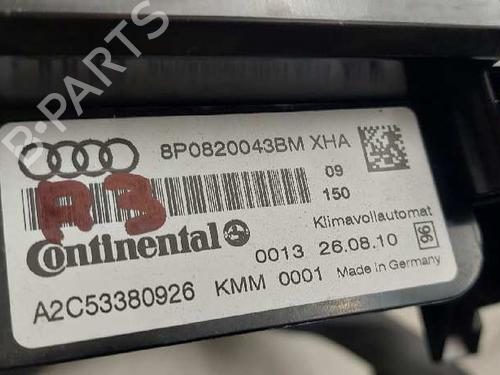 8P0820043BM XHA
09
150
A3
Klimavollautomat
Continental
0013 26.08.10
96
A2C53380926 KMM 0001 Made in Germany
B-PARTS